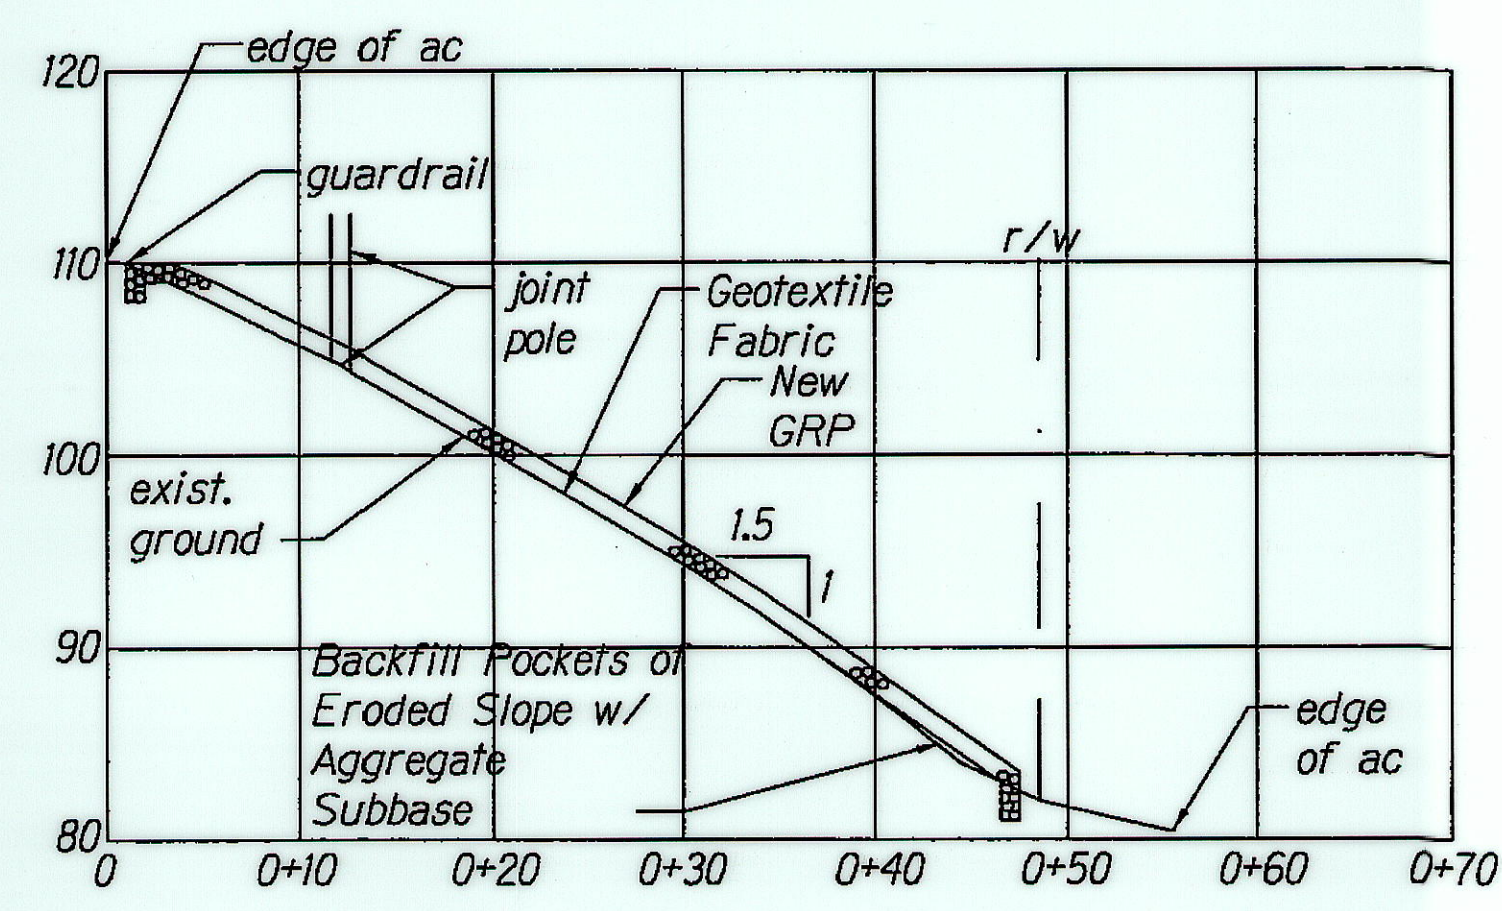 edge of ac
120
guardrail
110
r/w
joint
pole
Geotextile
Fabric
New
GRP
100
exist.
ground
1.5
1
90
Backfill Pockets of
Eroded Slope w/
Aggregate
Subbase
edge
of ac
80
0 0+10 0+20 0+30 0+40 0+50 0+60 0+70